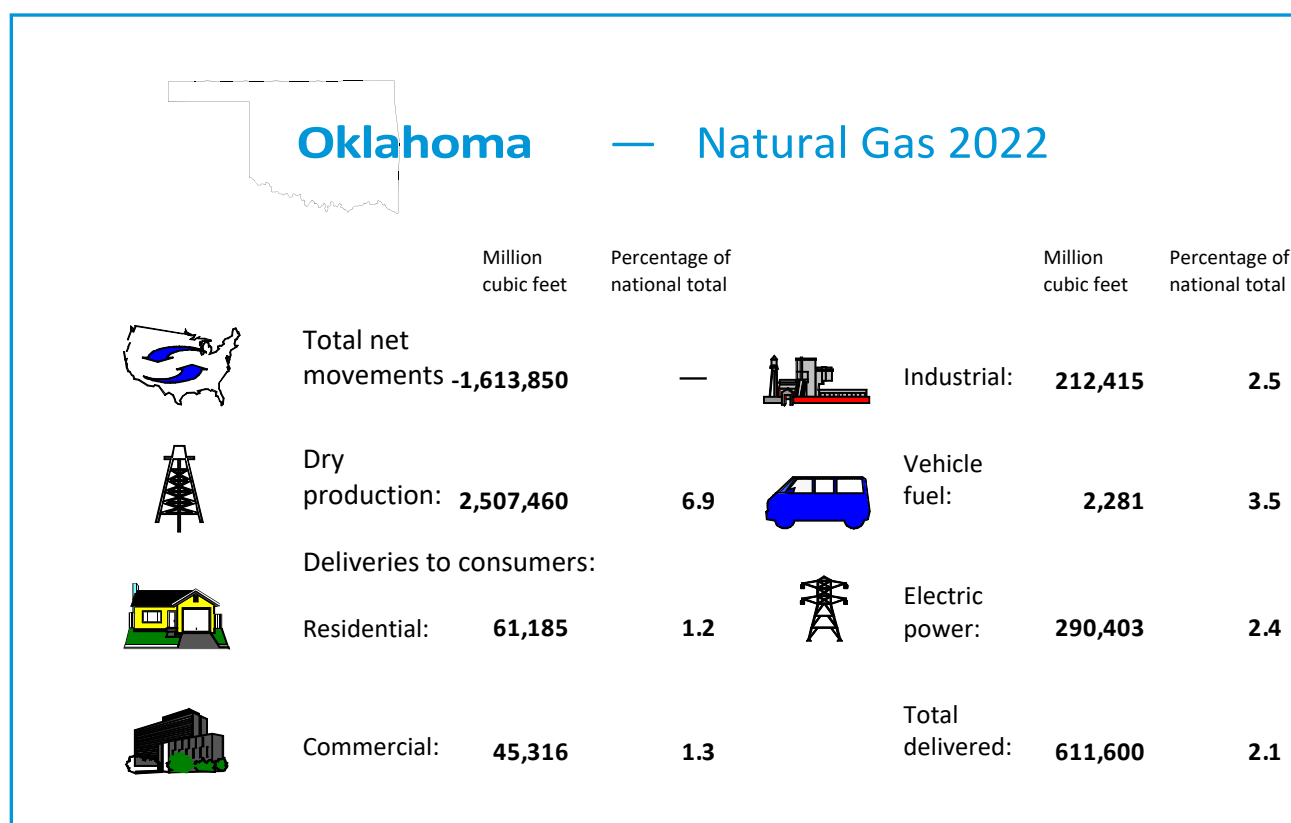 Oklahoma — Natural Gas 2022
Million Percentage of Million Percentage of
cubic feet national total cubic feet national total
Total net
movements -1,613,850 — Industrial: 212,415 2.5
Dry
production: 2,507,460 6.9
Vehicle
fuel: 2,281 3.5
Deliveries to consumers:
Residential: 61,185 1.2
Electric
power: 290,403 2.4
Commercial: 45,316 1.3
Total
delivered: 611,600 2.1